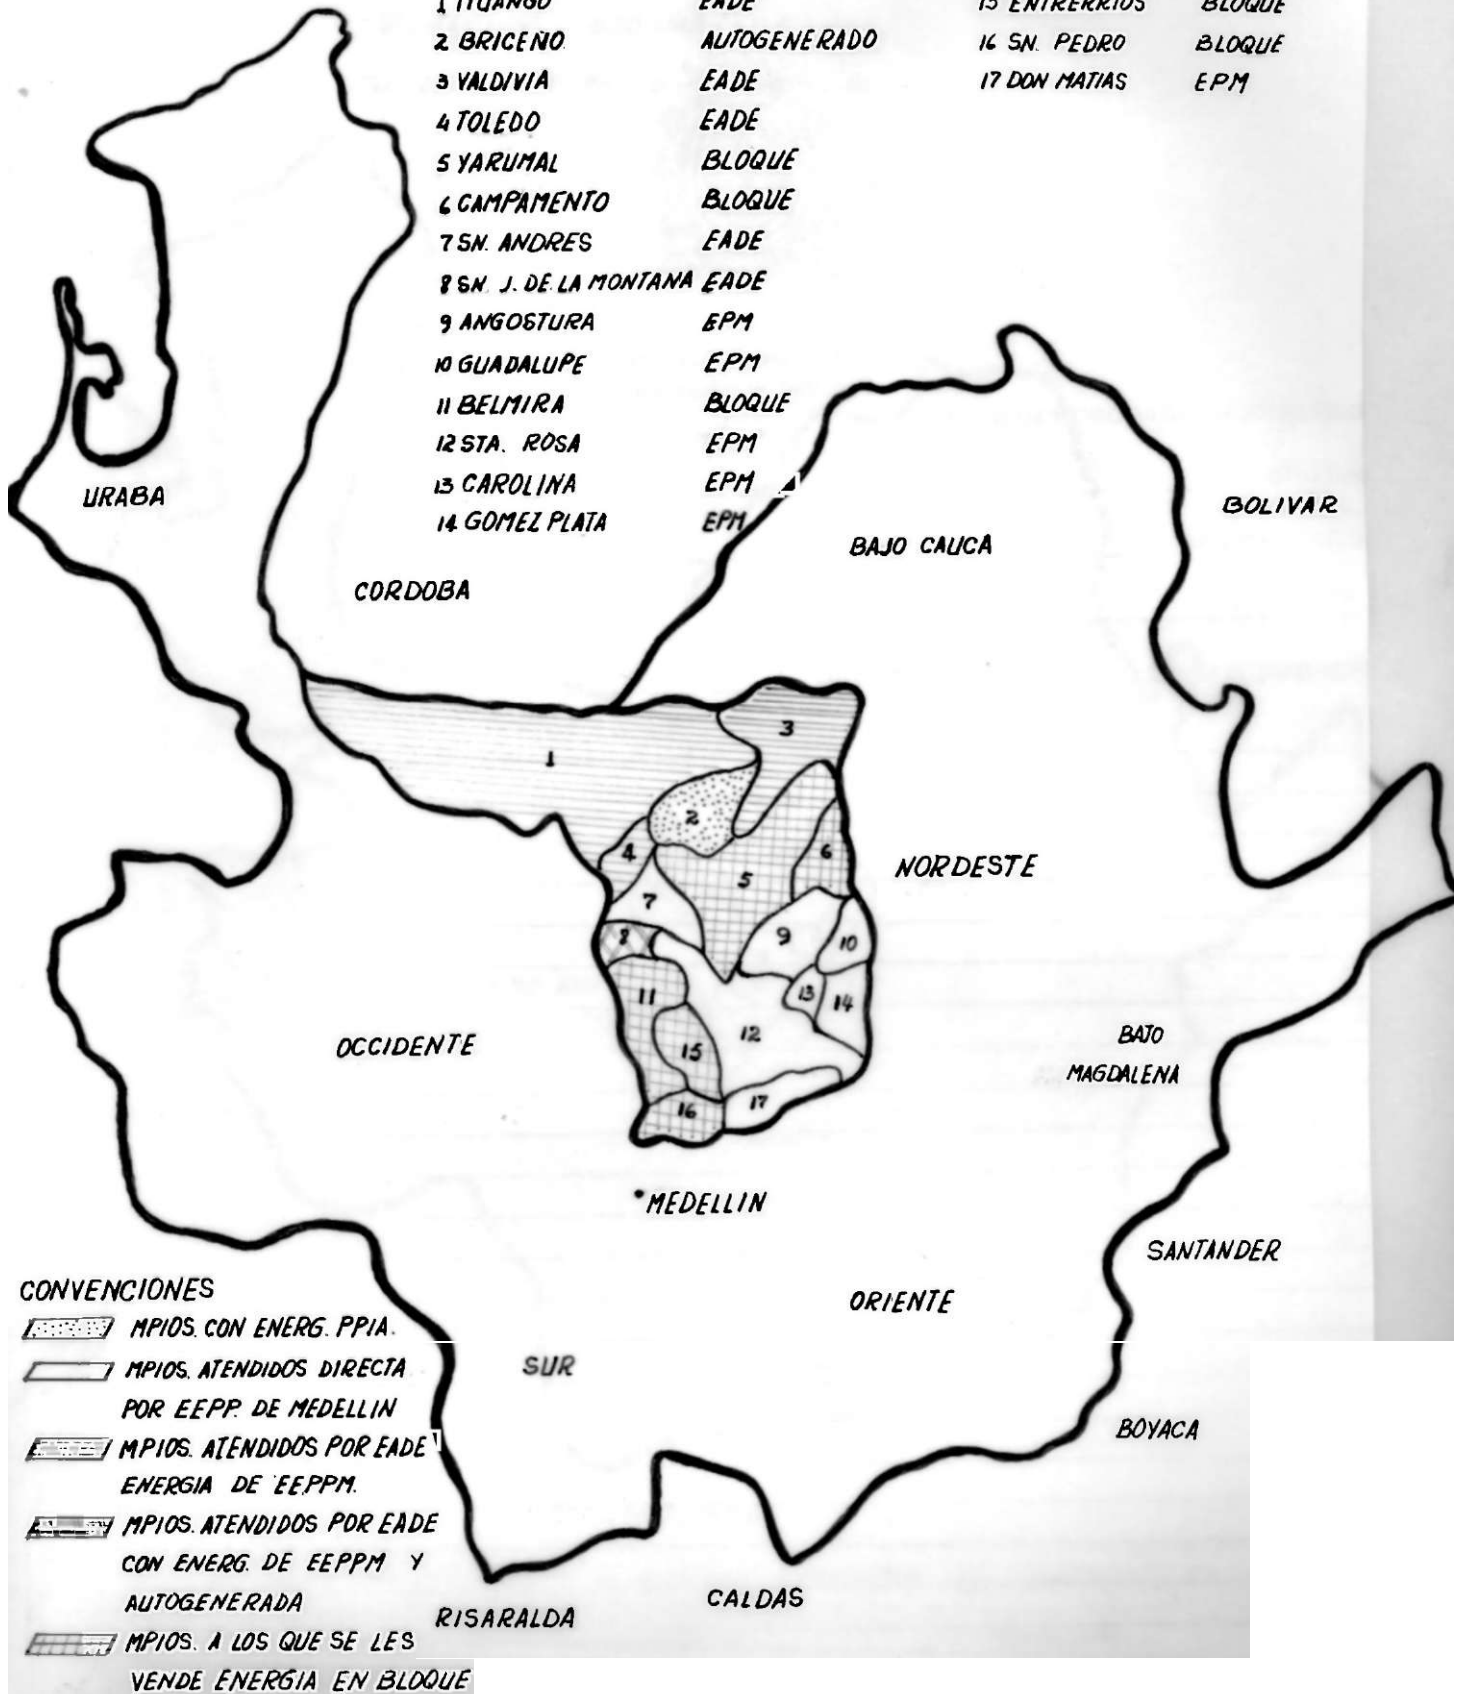 1 ITUANGO EADE 15 ENTRERRIOS BLOQUE
2 BRICEÑO. AUTOGENERADO 16 SN. PEDRO BLOQUE
3 VALDIVIA EADE 17 DON MATIAS EPM
4 TOLEDO EADE
5 YARUMAL BLOQUE
6 CAMPAMENTO BLOQUE
7 SN. ANDRES EADE
8 SN. J. DE. LA MONTANA EADE
9 ANGOSTURA EPM
10 GUADALUPE EPM
11 BELMIRA BLOQUE
12 STA. ROSA EPM
13 CAROLINA EPM
14 GOMEZ PLATA EPM
URABA
BOLIVAR
BAJO CAUCA
CORDOBA
3
1
2
4
6
5
NORDESTE
7
8
9
10
11
13
14
12
OCCIDENTE
15
BAJO
MAGDALENA
16
17
MEDELLIN
SANTANDER
ORIENTE
CONVENCIONES
MPIOS. CON ENERG. PPIA.
MPIOS. ATENDIDOS DIRECTA
POR EEPP. DE MEDELLIN
MPIOS. ATENDIDOS POR EADE
ENERGIA DE EEPPM.
MPIOS. ATENDIDOS POR EADE
CON ENERG. DE EEPPM Y
AUTOGENERADA
MPIOS. A LOS QUE SE LES
VENDE ENERGIA EN BLOQUE
SUR
BOYACA
CALDAS
RISARALDA